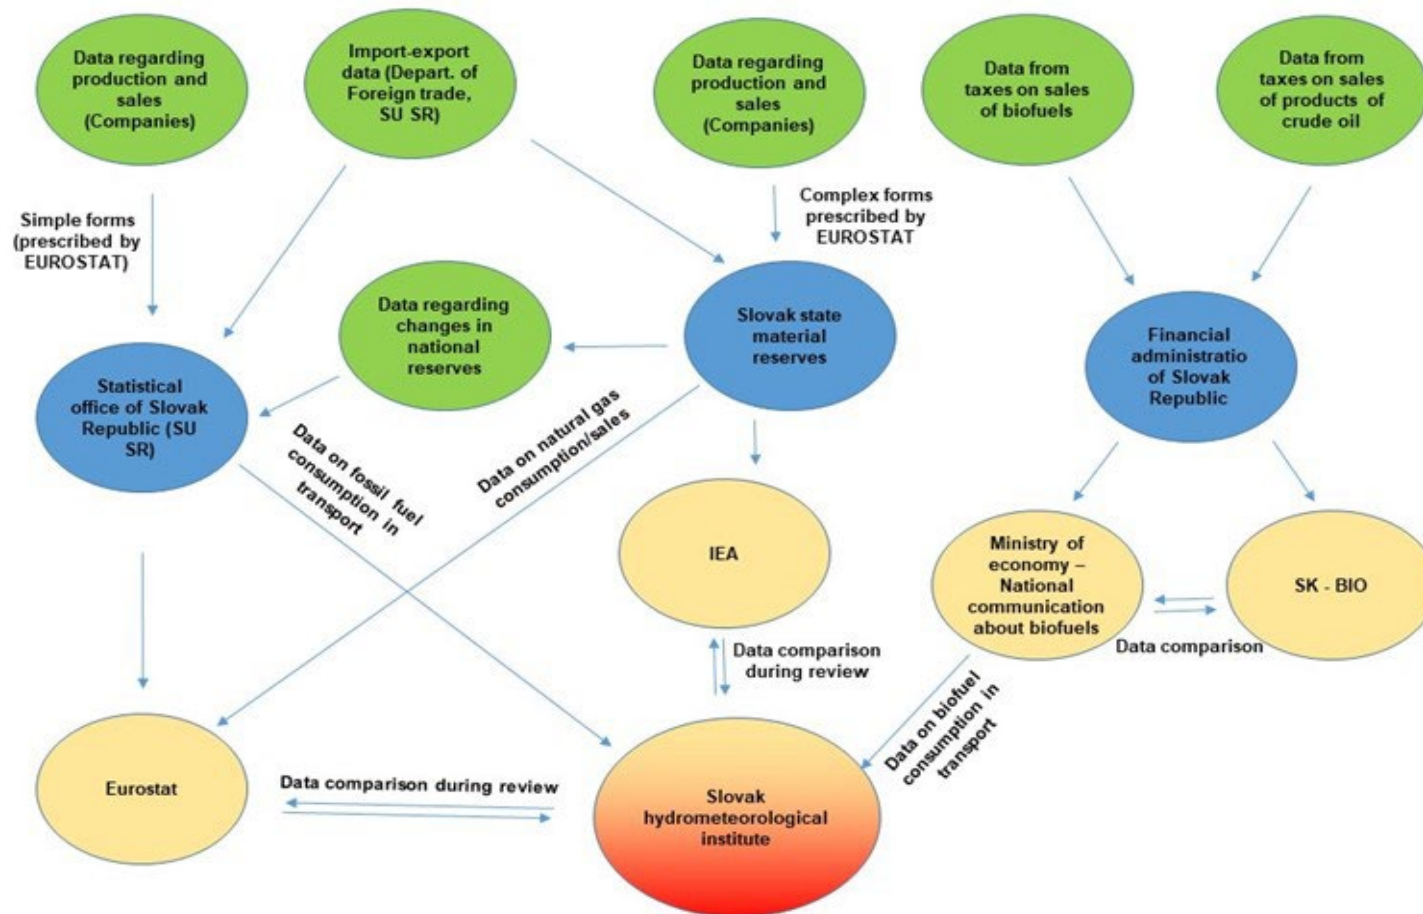 Data regarding
production and
sales
(Companies)
Import-export
data (Depart. of
Foreign trade,
SU SR)
Data regarding
production and
sales
(Companies)
Data from
taxes on sales
of biofuels
Data from
taxes on sales
of products of
crude oil
Simple forms
(prescribed by
EUROSTAT)
Complex forms
prescribed by
EUROSTAT
Data regarding
changes in
national
reserves
Slovak state
material
reserves
Financial
administratio
of Slovak
Republic
Statistical
office of Slovak
Republic (SU
SR)
Data on fossil fuel
consumption in
transport
Data on natural gas
consumption/sales
IEA
Ministry of
economy –
National
communication
about biofuels
SK - BIO
Data comparison
Data comparison
during review
Data on biofuel
consumption in
transport
Eurostat
Data comparison during review
Slovak
hydrometeorological
institute